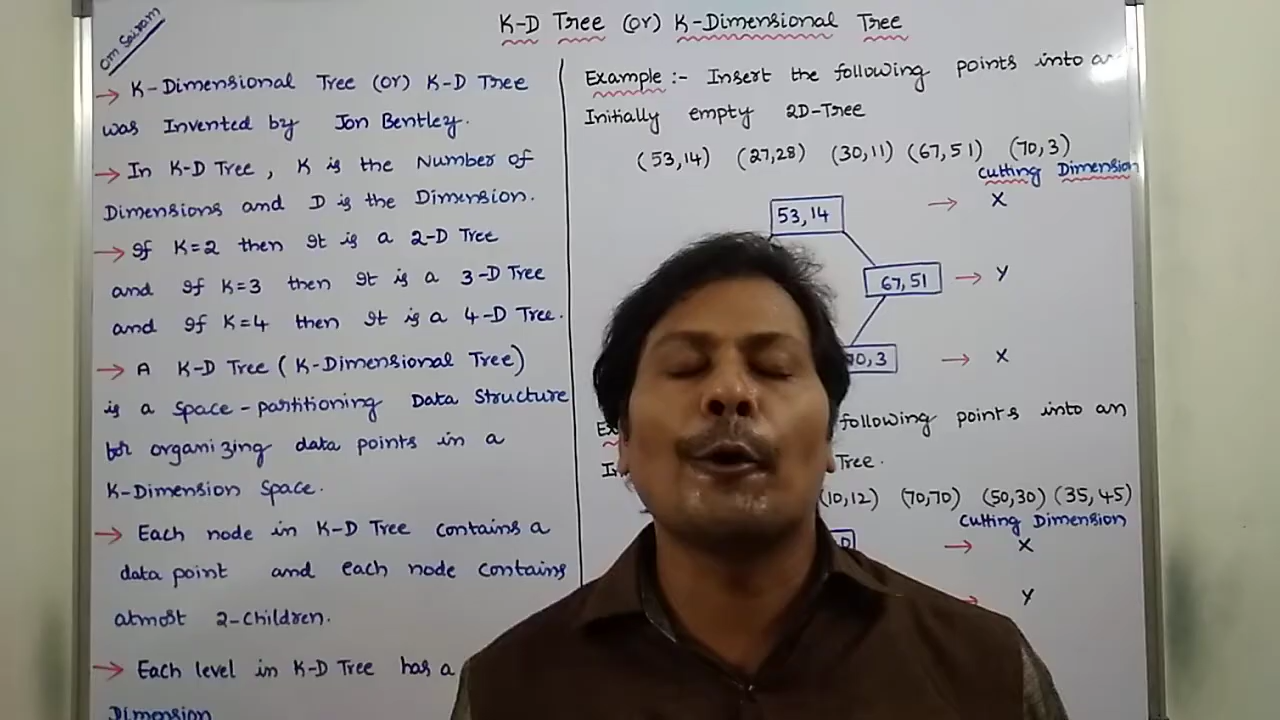 Om Sairam
K-D Tree (or) K-Dimensional Tree
→ K-Dimensional Tree (or) K-D Tree
was Invented by Jon Bentley.
→ In K-D Tree, K is the Number of
Dimensions and D is the Dimension.
→ If K=2 then It is a 2-D Tree
and If K=3 then It is a 3-D Tree
and If K=4 then It is a 4-D Tree.
→ A K-D Tree (K-Dimensional Tree)
is a Space-partitioning Data Structure
for organizing data points in a
K-Dimension Space.
→ Each node in K-D Tree contains a
data point and each node contains
atmost 2-children.
→ Each level in K-D Tree has a
Dimension
Example :- Insert the following points into
Initially empty 2D-Tree
(53,14) (27,28) (30,11) (67,51) (70,3)
Cutting Dimension
53,14 → X
67,51 → Y
70,3 → X
following points into an
Tree.
(10,12) (70,70) (50,30) (35,45)
Cutting Dimension
→ X
→ Y